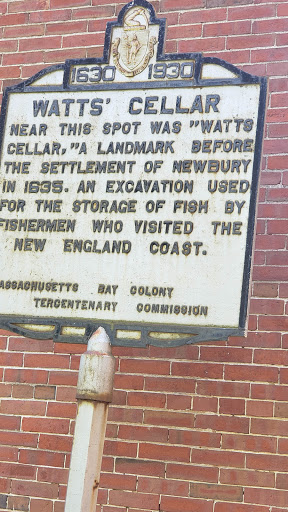 1630 1930
WATTS' CELLAR
NEAR THIS SPOT WAS "WATTS
CELLAR," A LANDMARK BEFORE
THE SETTLEMENT OF NEWBURY
IN 1635. AN EXCAVATION USED
FOR THE STORAGE OF FISH BY
FISHERMEN WHO VISITED THE
NEW ENGLAND COAST.
ASSACHUSETTS BAY COLONY
TERCENTENARY COMMISSION